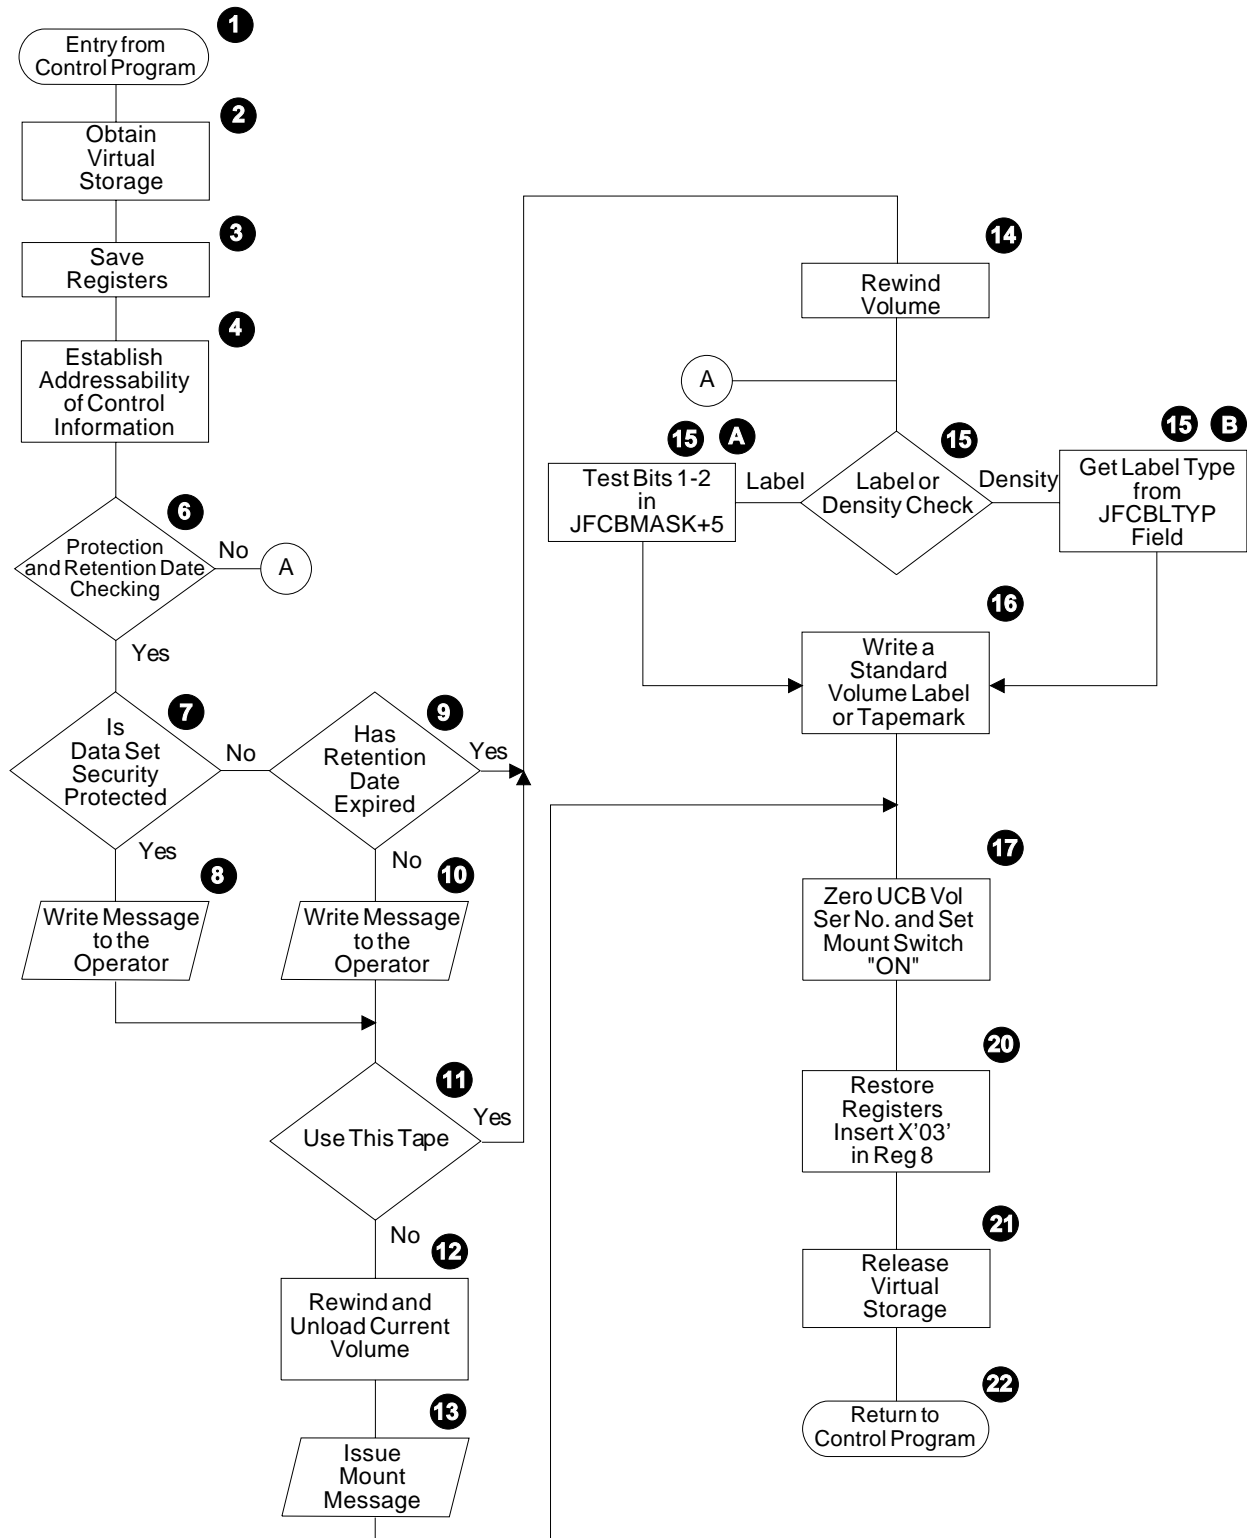 1
Entry from
Control Program
2
Obtain
Virtual
Storage
3
Save
Registers
4
Establish
Addressability
of Control
Information
6
Protection
and Retention Date
Checking
No
A
Yes
7
Is
Data Set
Security
Protected
No
Yes
8
Write Message
to the
Operator
9
Has
Retention
Date
Expired
Yes
No
10
Write Message
to the
Operator
11
Use This Tape
Yes
No
12
Rewind and
Unload Current
Volume
13
Issue
Mount
Message
14
Rewind
Volume
A
15
Label or
Density Check
Label
Density
15 A
Test Bits 1-2
in
JFCBMASK+5
15 B
Get Label Type
from
JFCBLTYP
Field
16
Write a
Standard
Volume Label
or Tapemark
17
Zero UCB Vol
Ser No. and Set
Mount Switch
"ON"
20
Restore
Registers
Insert X'03'
in Reg 8
21
Release
Virtual
Storage
22
Return to
Control Program